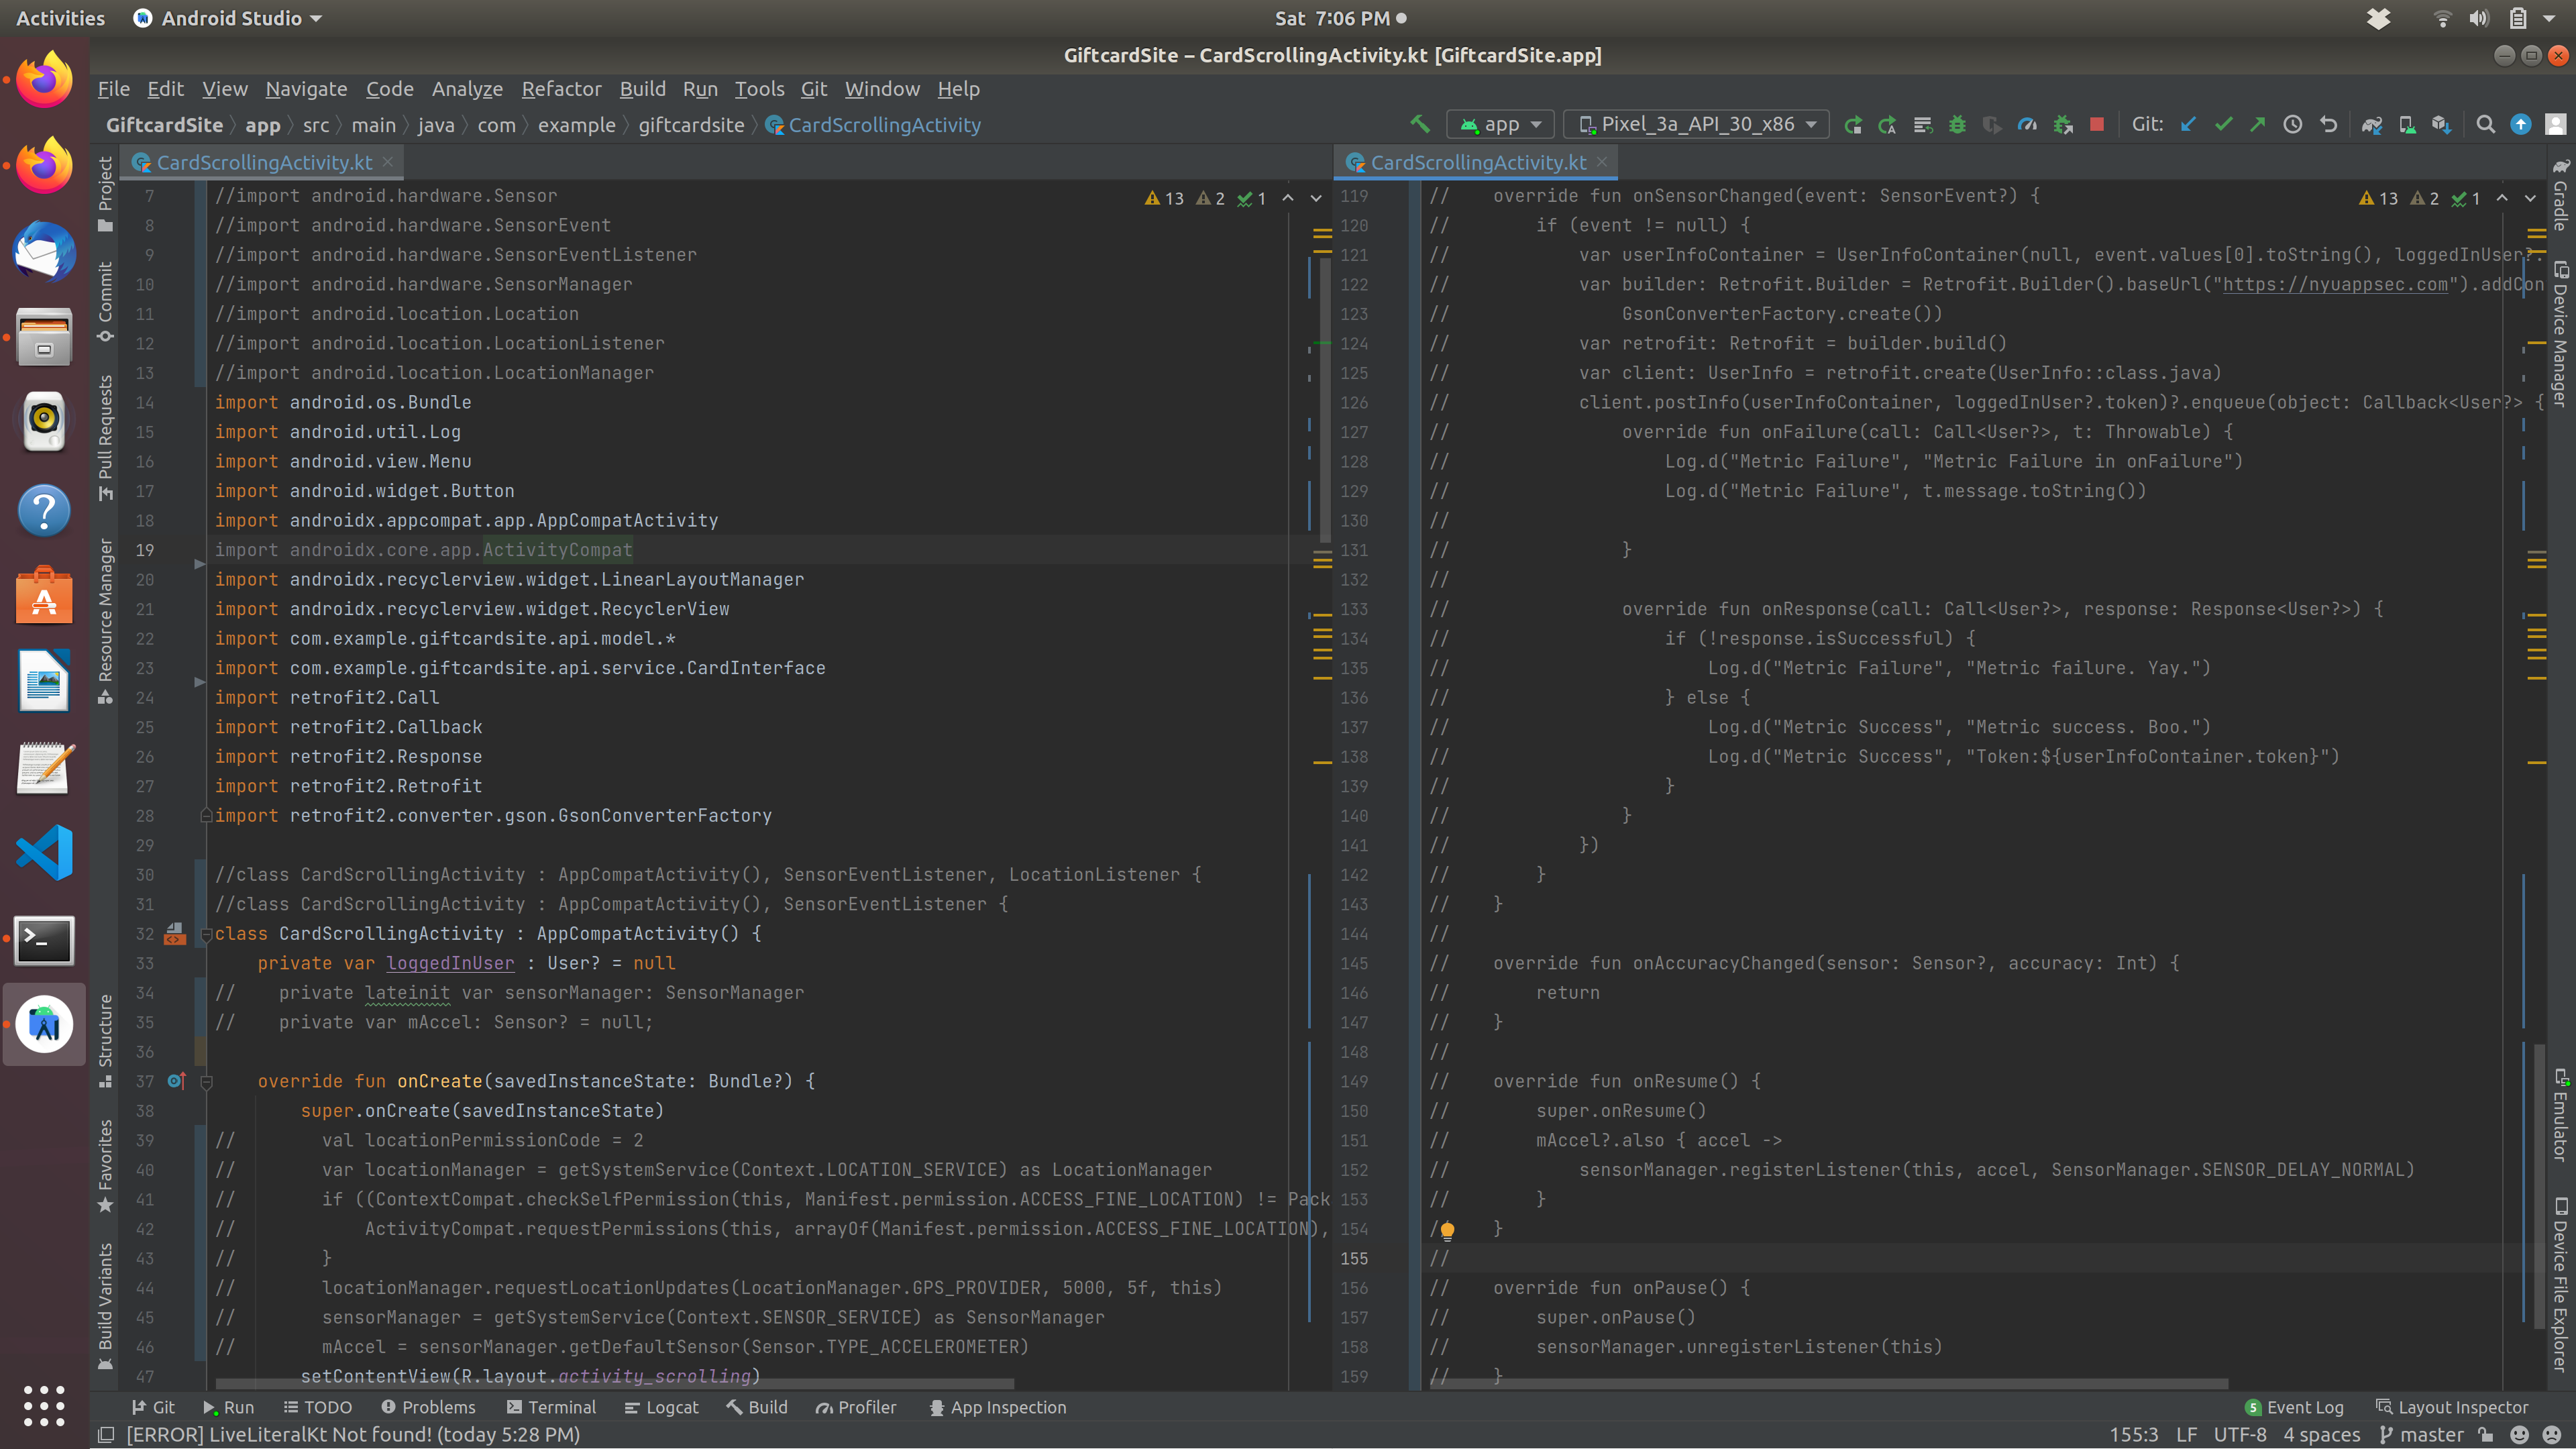 Activities Android Studio Sat 7:06 PM
GiftcardSite – CardScrollingActivity.kt [GiftcardSite.app]
File Edit View Navigate Code Analyze Refactor Build Run Tools Git Window Help
GiftcardSite app src main java com example giftcardsite CardScrollingActivity app Pixel_3a_API_30_x86 Git:
Project
Commit
Pull Requests
Resource Manager
Structure
Favorites
Build Variants
CardScrollingActivity.kt
13 2 1
7 //import android.hardware.Sensor
8 //import android.hardware.SensorEvent
9 //import android.hardware.SensorEventListener
10 //import android.hardware.SensorManager
11 //import android.location.Location
12 //import android.location.LocationListener
13 //import android.location.LocationManager
14 import android.os.Bundle
15 import android.util.Log
16 import android.view.Menu
17 import android.widget.Button
18 import androidx.appcompat.app.AppCompatActivity
19 import androidx.core.app.ActivityCompat
20 import androidx.recyclerview.widget.LinearLayoutManager
21 import androidx.recyclerview.widget.RecyclerView
22 import com.example.giftcardsite.api.model.*
23 import com.example.giftcardsite.api.service.CardInterface
24 import retrofit2.Call
25 import retrofit2.Callback
26 import retrofit2.Response
27 import retrofit2.Retrofit
28 import retrofit2.converter.gson.GsonConverterFactory
29
30 //class CardScrollingActivity : AppCompatActivity(), SensorEventListener, LocationListener {
31 //class CardScrollingActivity : AppCompatActivity(), SensorEventListener {
32 class CardScrollingActivity : AppCompatActivity() {
33 private var loggedInUser : User? = null
34 // private lateinit var sensorManager: SensorManager
35 // private var mAccel: Sensor? = null;
36
37 override fun onCreate(savedInstanceState: Bundle?) {
38 super.onCreate(savedInstanceState)
39 // val locationPermissionCode = 2
40 // var locationManager = getSystemService(Context.LOCATION_SERVICE) as LocationManager
41 // if ((ContextCompat.checkSelfPermission(this, Manifest.permission.ACCESS_FINE_LOCATION) != Pack
42 // ActivityCompat.requestPermissions(this, arrayOf(Manifest.permission.ACCESS_FINE_LOCATION),
43 // }
44 // locationManager.requestLocationUpdates(LocationManager.GPS_PROVIDER, 5000, 5f, this)
45 // sensorManager = getSystemService(Context.SENSOR_SERVICE) as SensorManager
46 // mAccel = sensorManager.getDefaultSensor(Sensor.TYPE_ACCELEROMETER)
47 setContentView(R.layout.activity_scrolling)
CardScrollingActivity.kt
13 2 1
119 // override fun onSensorChanged(event: SensorEvent?) {
120 // if (event != null) {
121 // var userInfoContainer = UserInfoContainer(null, event.values[0].toString(), loggedInUser?.
122 // var builder: Retrofit.Builder = Retrofit.Builder().baseUrl("https://nyuappsec.com").addCon
123 // GsonConverterFactory.create())
124 // var retrofit: Retrofit = builder.build()
125 // var client: UserInfo = retrofit.create(UserInfo::class.java)
126 // client.postInfo(userInfoContainer, loggedInUser?.token)?.enqueue(object: Callback<User?> {
127 // override fun onFailure(call: Call<User?>, t: Throwable) {
128 // Log.d("Metric Failure", "Metric Failure in onFailure")
129 // Log.d("Metric Failure", t.message.toString())
130 //
131 // }
132 //
133 // override fun onResponse(call: Call<User?>, response: Response<User?>) {
134 // if (!response.isSuccessful) {
135 // Log.d("Metric Failure", "Metric failure. Yay.")
136 // } else {
137 // Log.d("Metric Success", "Metric success. Boo.")
138 // Log.d("Metric Success", "Token:${userInfoContainer.token}")
139 // }
140 // }
141 // })
142 // }
143 // }
144 //
145 // override fun onAccuracyChanged(sensor: Sensor?, accuracy: Int) {
146 // return
147 // }
148 //
149 // override fun onResume() {
150 // super.onResume()
151 // mAccel?.also { accel ->
152 // sensorManager.registerListener(this, accel, SensorManager.SENSOR_DELAY_NORMAL)
153 // }
154 / }
155 //
156 // override fun onPause() {
157 // super.onPause()
158 // sensorManager.unregisterListener(this)
159 // }
Gradle
Device Manager
Emulator
Device File Explorer
Git Run TODO Problems Terminal Logcat Build Profiler App Inspection 5 Event Log Layout Inspector
[ERROR] LiveLiteralKt Not found! (today 5:28 PM) 155:3 LF UTF-8 4 spaces master